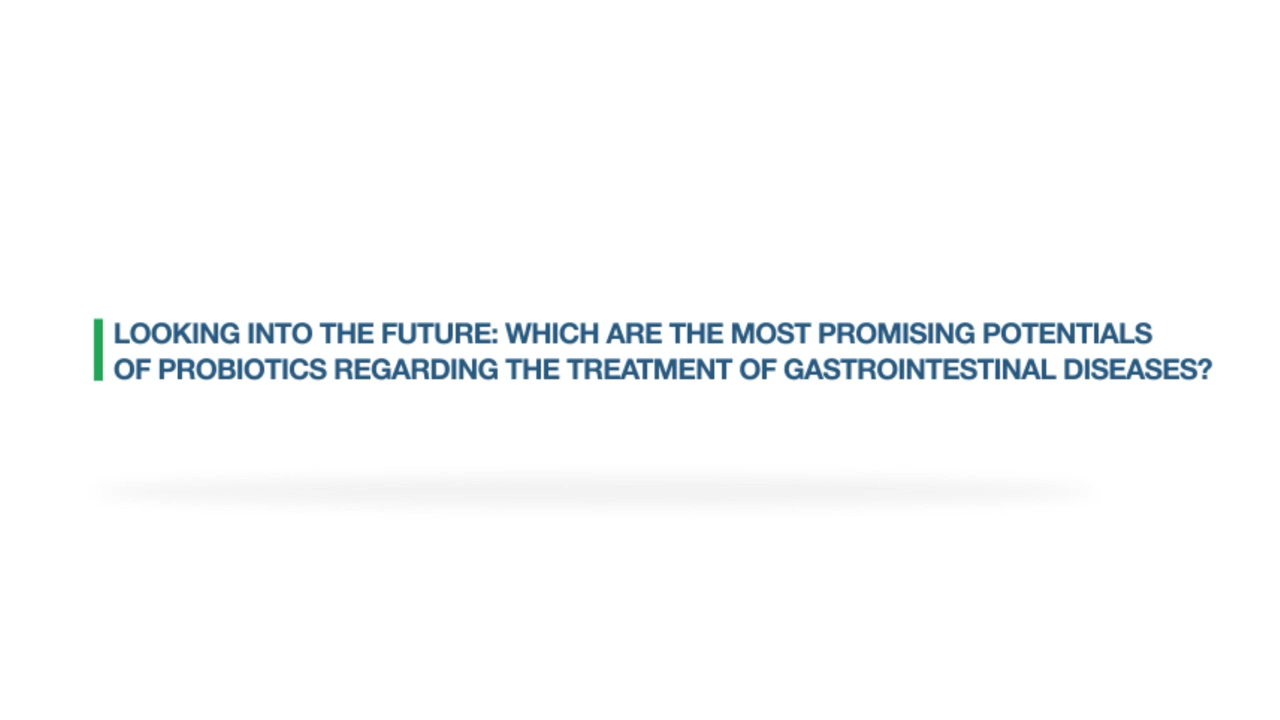 LOOKING INTO THE FUTURE: WHICH ARE THE MOST PROMISING POTENTIALS
OF PROBIOTICS REGARDING THE TREATMENT OF GASTROINTESTINAL DISEASES?